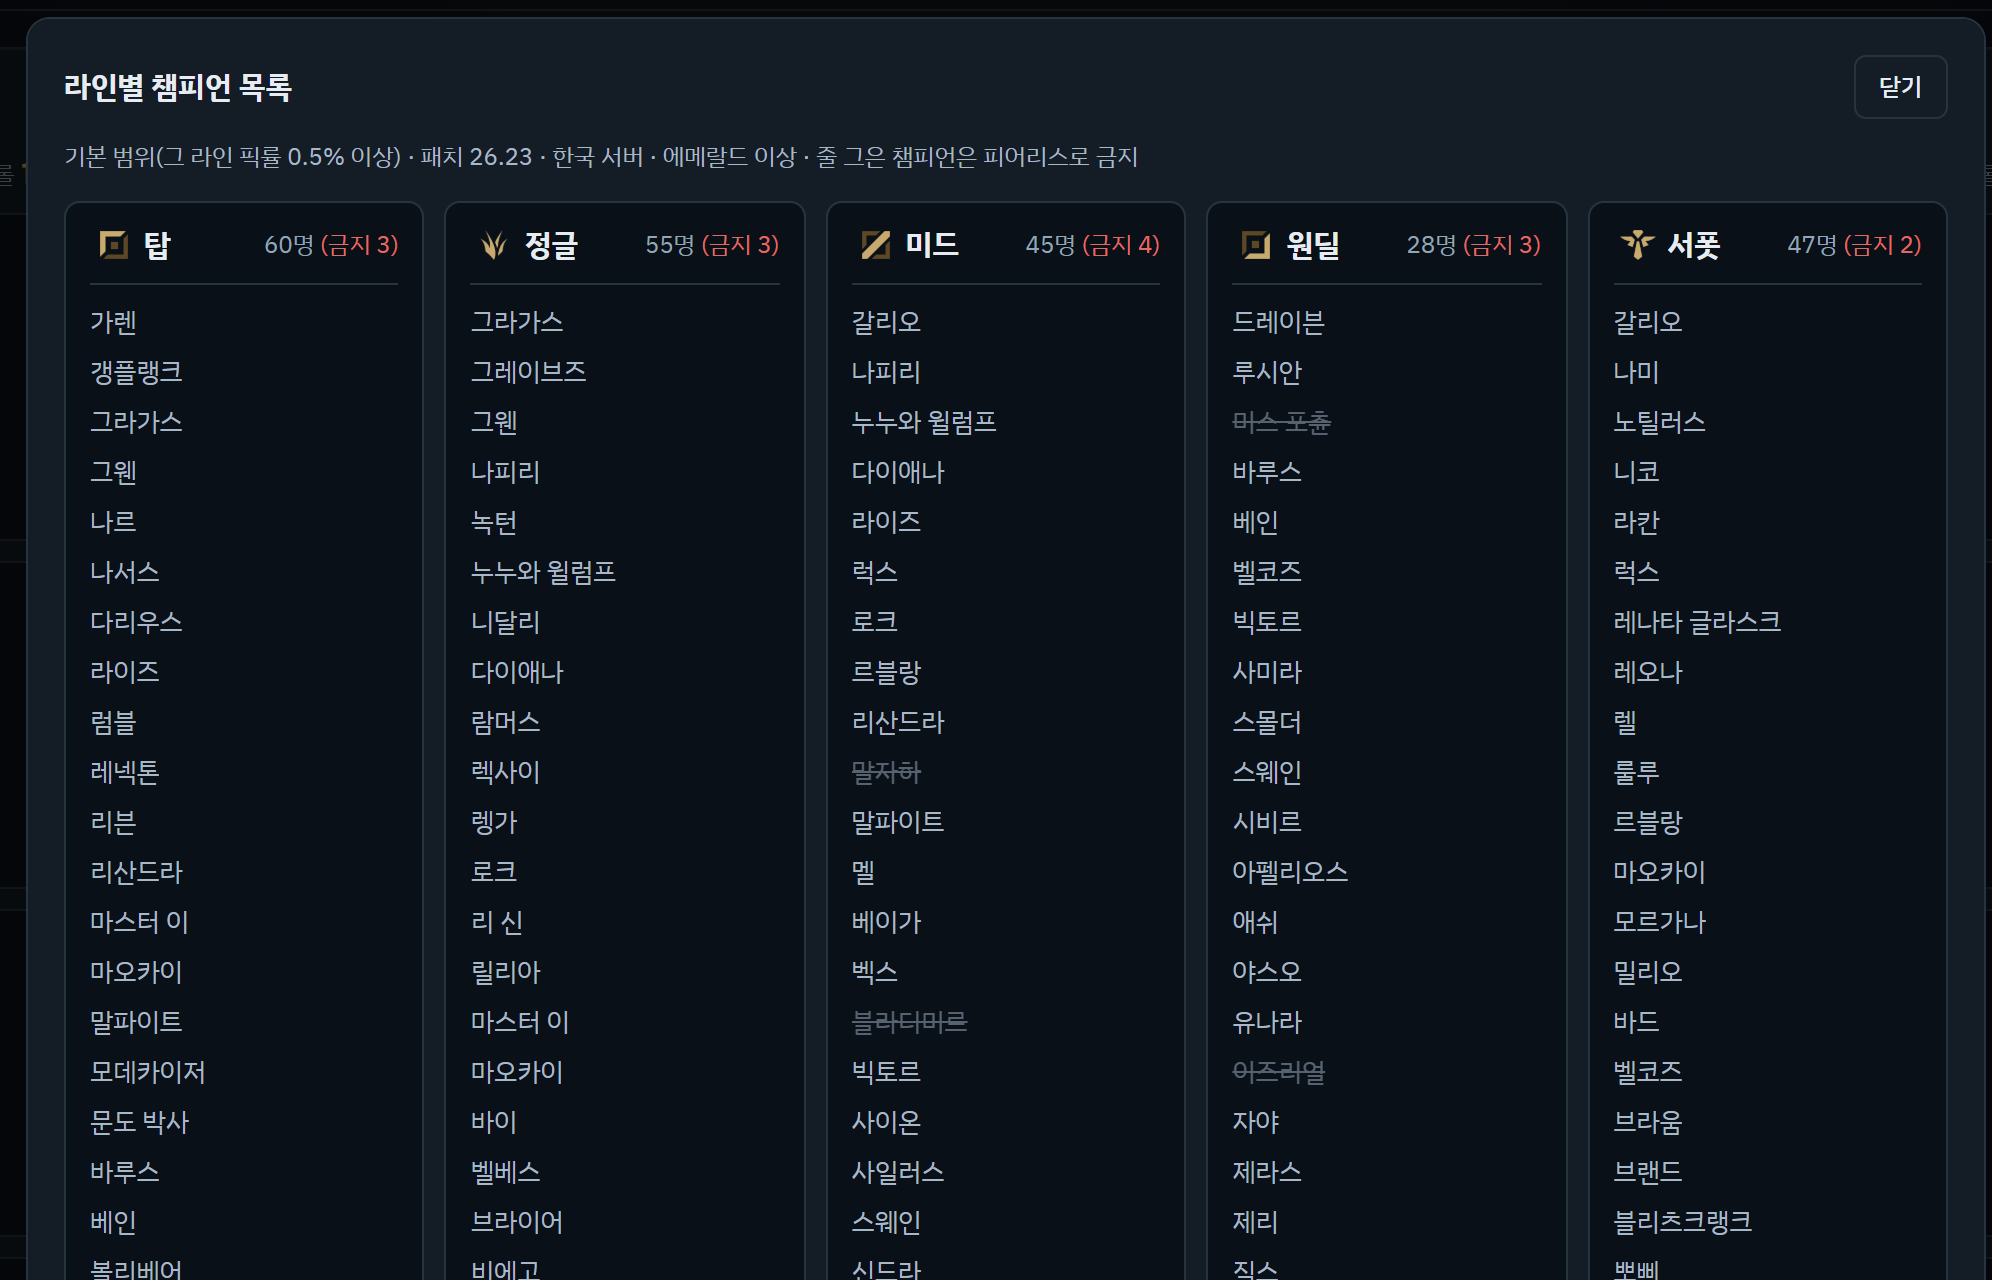 라인별 챔피언 목록
닫기
기본 범위(그 라인 픽률 0.5% 이상) · 패치 26.23 · 한국 서버 · 에메랄드 이상 · 줄 그은 챔피언은 피어리스로 금지
탑 60명 (금지 3)
가렌
갱플랭크
그라가스
그웬
나르
나서스
다리우스
라이즈
럼블
레넥톤
리븐
리산드라
마스터 이
마오카이
말파이트
모데카이저
문도 박사
바루스
베인
볼리베어
정글 55명 (금지 3)
그라가스
그레이브즈
그웬
나피리
녹턴
누누와 윌럼프
니달리
다이애나
람머스
렉사이
렝가
로크
리 신
릴리아
마스터 이
마오카이
바이
벨베스
브라이어
비에고
미드 45명 (금지 4)
갈리오
나피리
누누와 윌럼프
다이애나
라이즈
럭스
로크
르블랑
리산드라
말자하
말파이트
멜
베이가
벡스
블라디미르
빅토르
사이온
사일러스
스웨인
신드라
원딜 28명 (금지 3)
드레이븐
루시안
미스 포츈
바루스
베인
벨코즈
빅토르
사미라
스몰더
스웨인
시비르
아펠리오스
애쉬
야스오
유나라
이즈리얼
자야
제라스
제리
직스
서폿 47명 (금지 2)
갈리오
나미
노틸러스
니코
라칸
럭스
레나타 글라스크
레오나
렐
룰루
르블랑
마오카이
모르가나
밀리오
바드
벨코즈
브라움
브랜드
블리츠크랭크
뽀삐